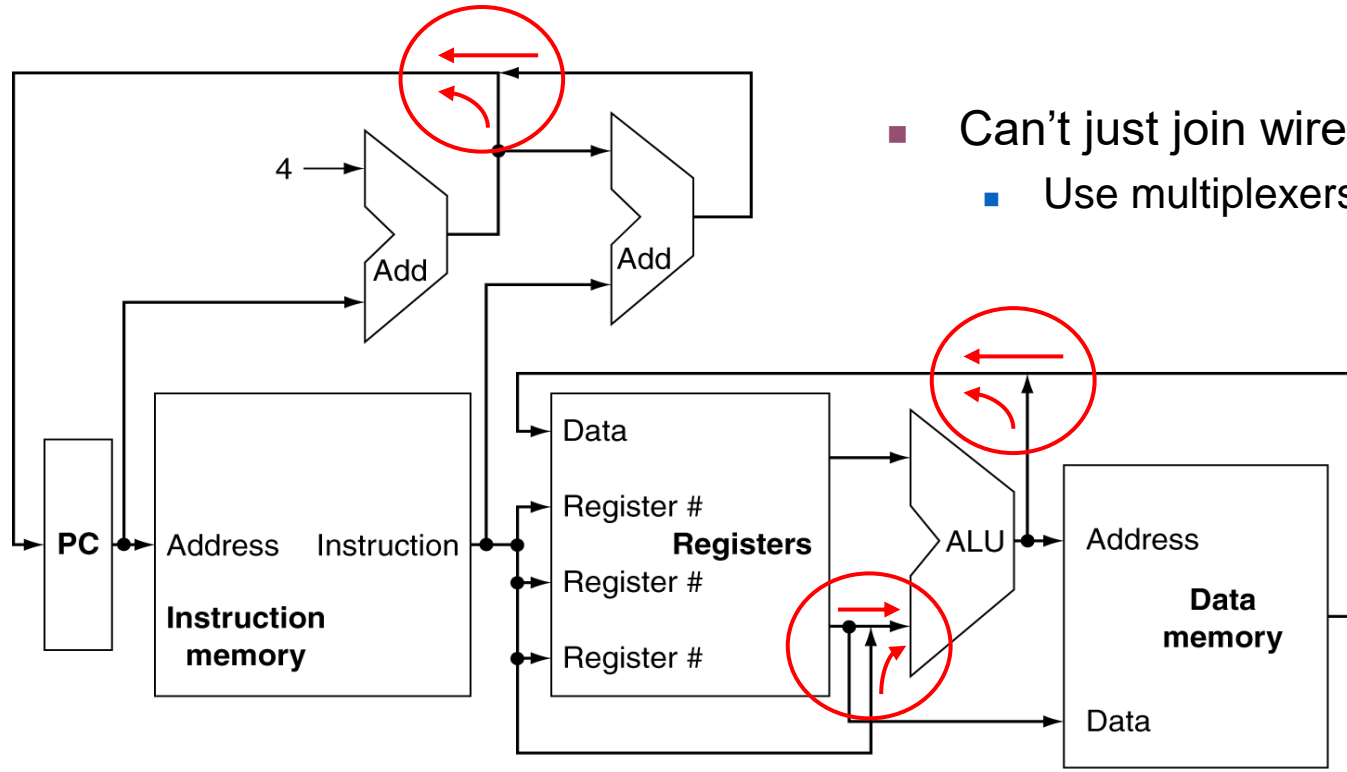 Can’t just join wire
Use multiplexers
4
Add
Add
Data
Register #
Registers
Register #
Register #
PC
Address
Instruction
Instruction
memory
ALU
Address
Data
memory
Data